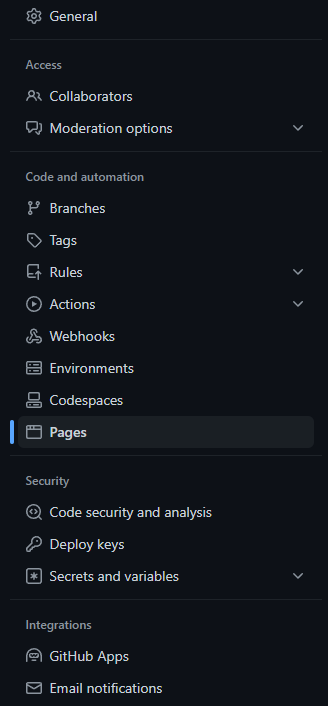 General
Access
Collaborators
Moderation options
Code and automation
Branches
Tags
Rules
Actions
Webhooks
Environments
Codespaces
Pages
Security
Code security and analysis
Deploy keys
Secrets and variables
Integrations
GitHub Apps
Email notifications